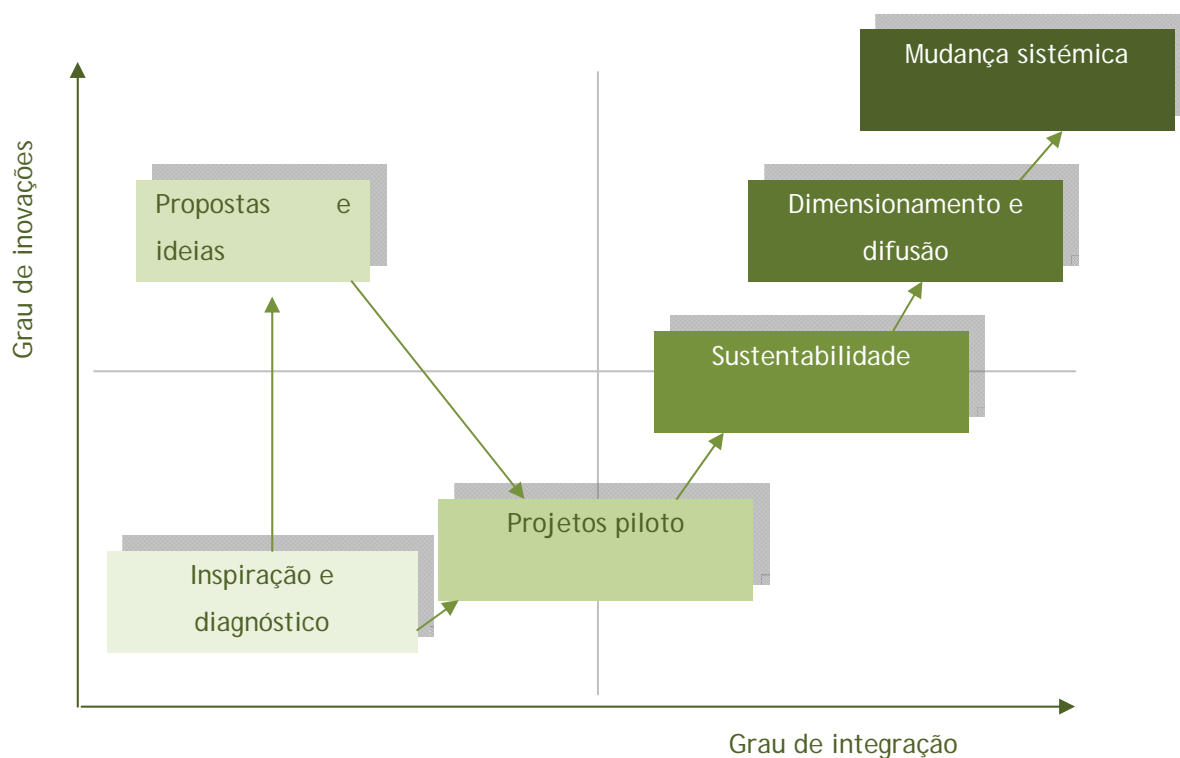 Mudança sistémica
Grau de inovações
Propostas e
ideias
Dimensionamento e
difusão
Sustentabilidade
Projetos piloto
Inspiração e
diagnóstico
Grau de integração